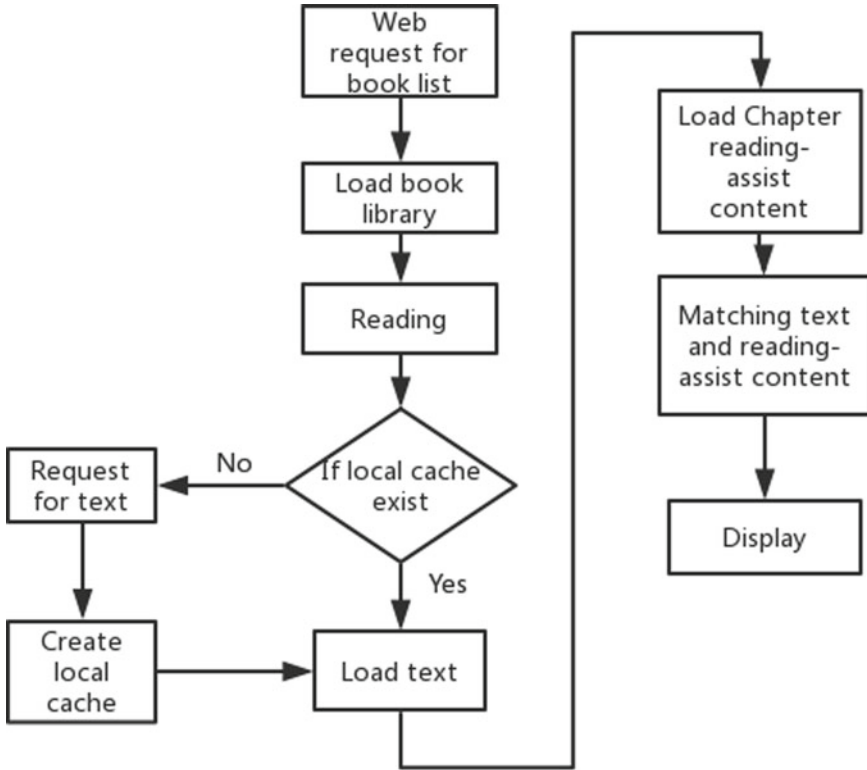 Web
request for
book list
Load book
library
Reading
If local cache
exist
No
Request
for text
Create
local
cache
Yes
Load text
Load Chapter
reading-
assist
content
Matching text
and reading-
assist content
Display